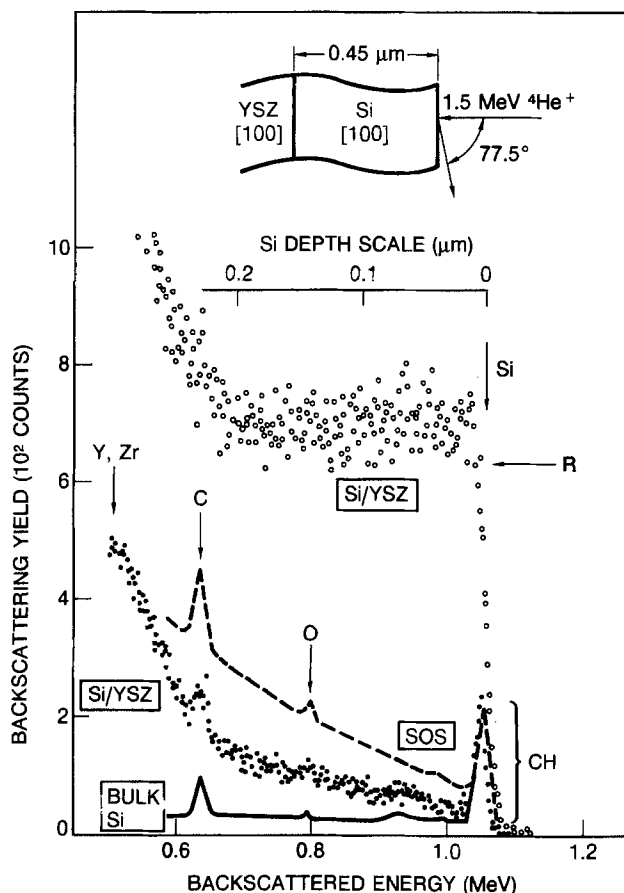 0.45 μm
YSZ
[100]
Si
[100]
1.5 MeV ⁴He⁺
77.5°
Si DEPTH SCALE (μm)
0.2 0.1 0
10
8
6
4
2
0
BACKSCATTERING YIELD (10² COUNTS)
Si
R
Si/YSZ
Y, Zr
C
O
Si/YSZ
SOS
CH
BULK
Si
0.6 0.8 1.0 1.2
BACKSCATTERED ENERGY (MeV)